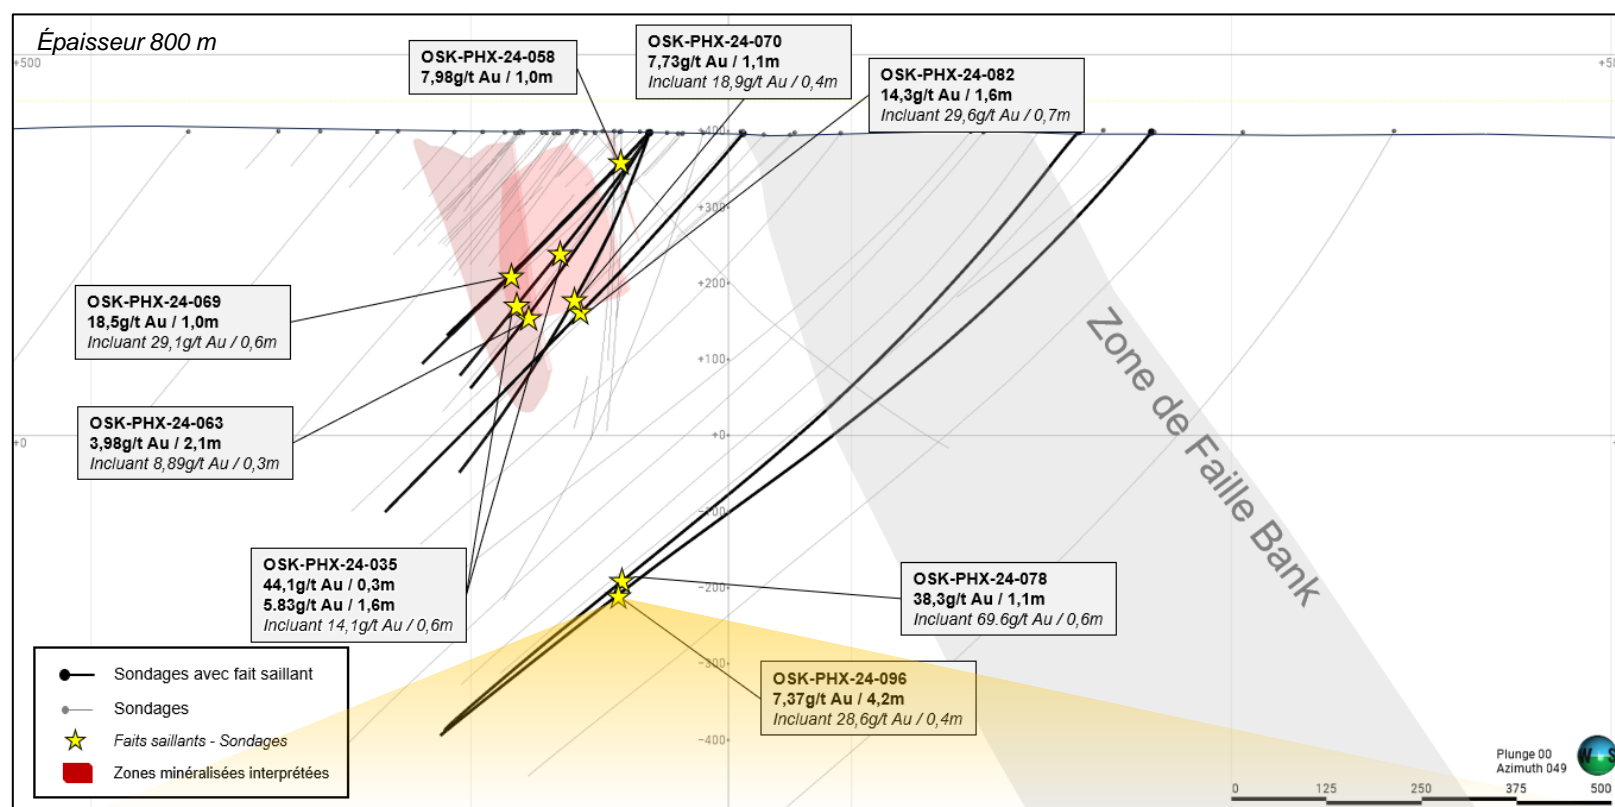 Épaisseur 800 m
+500
OSK-PHX-24-058
7,98g/t Au / 1,0m
OSK-PHX-24-070
7,73g/t Au / 1,1m
Incluant 18,9g/t Au / 0,4m
OSK-PHX-24-082
14,3g/t Au / 1,6m
Incluant 29,6g/t Au / 0,7m
+400
+300
+200
+100
+0
+0
-200
-300
-400
OSK-PHX-24-069
18,5g/t Au / 1,0m
Incluant 29,1g/t Au / 0,6m
OSK-PHX-24-063
3,98g/t Au / 2,1m
Incluant 8,89g/t Au / 0,3m
Zone de Faille Bank
OSK-PHX-24-035
44,1g/t Au / 0,3m
5.83g/t Au / 1,6m
Incluant 14,1g/t Au / 0,6m
OSK-PHX-24-078
38,3g/t Au / 1,1m
Incluant 69.6g/t Au / 0,6m
OSK-PHX-24-096
7,37g/t Au / 4,2m
Incluant 28,6g/t Au / 0,4m
Sondages avec fait saillant
Sondages
Faits saillants - Sondages
Zones minéralisées interprétées
Plunge 00
Azimuth 049
W S
0 125 250 375 500